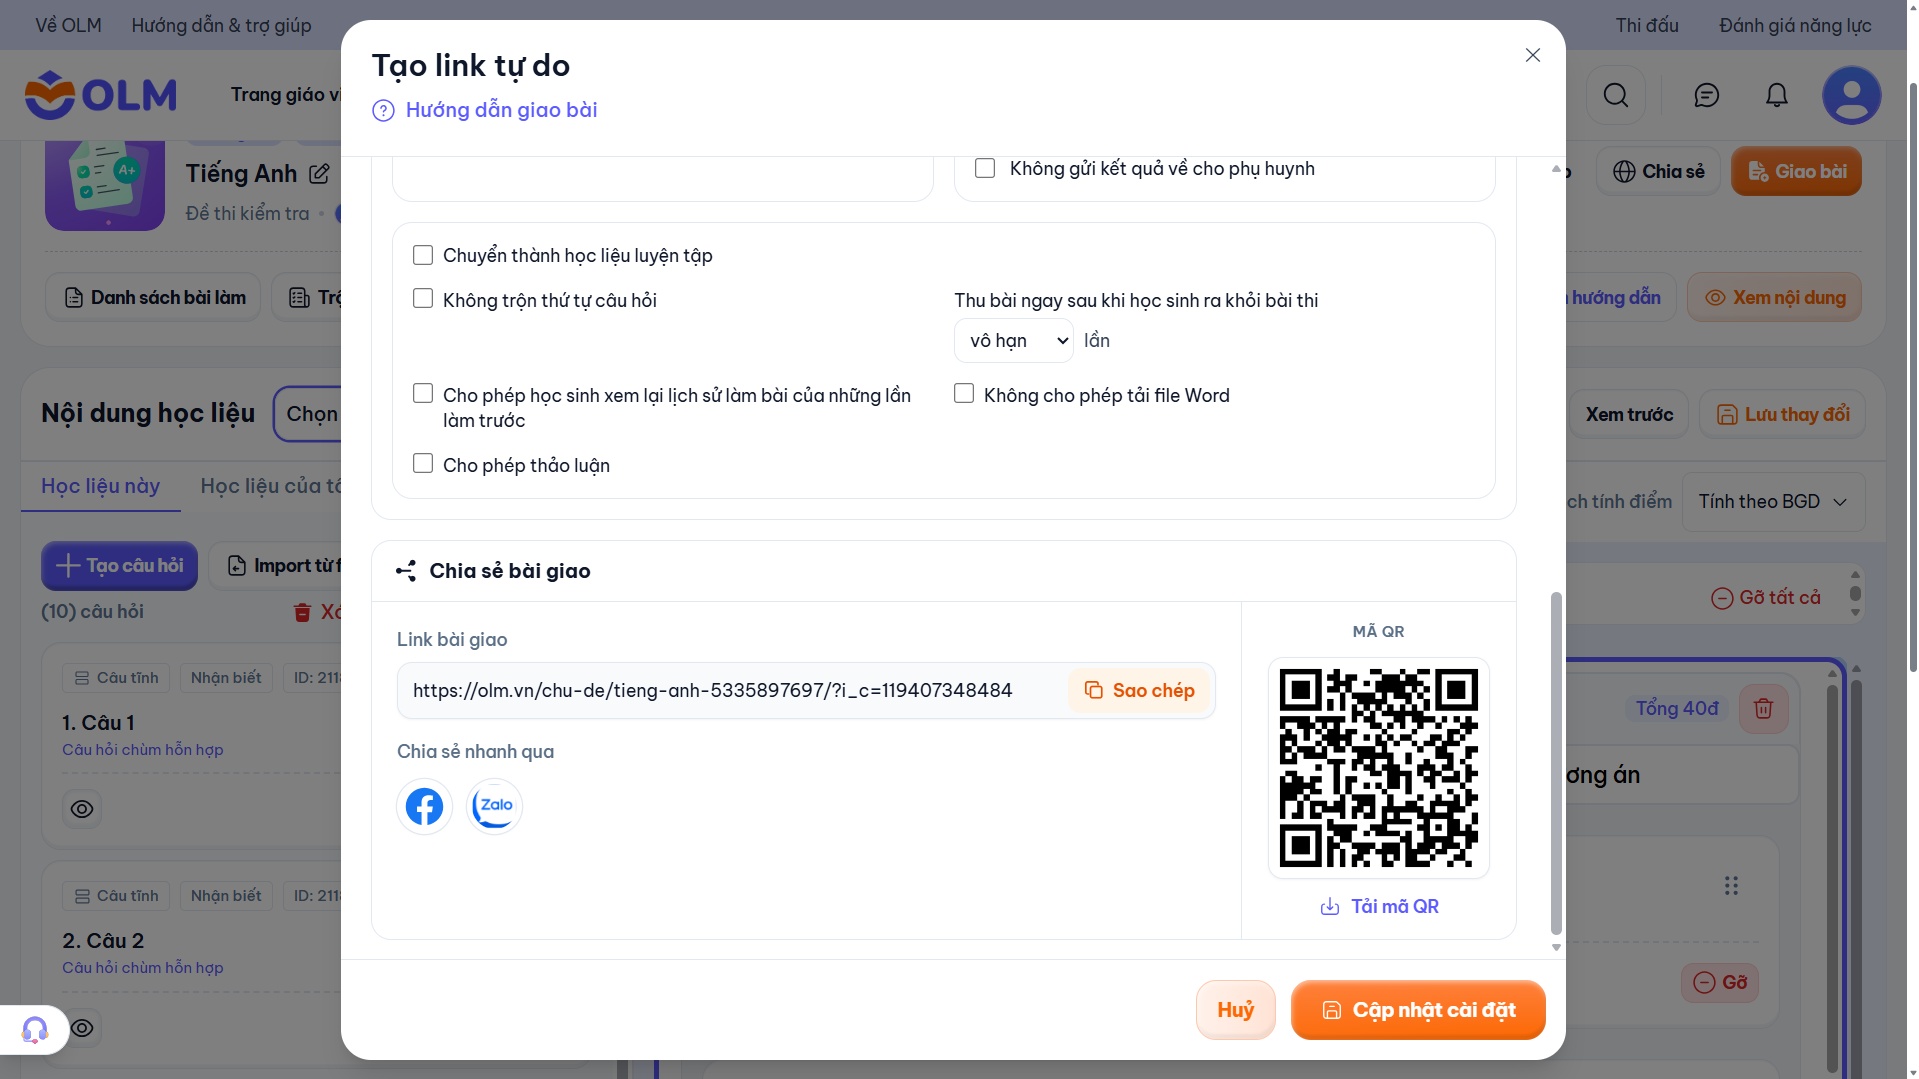 Về OLM
Hướng dẫn & trợ giúp
Thi đấu
Đánh giá năng lực
OLM
Trang giáo vi
Tiếng Anh
Đề thi kiểm tra
A+
Chia sẻ
Giao bài
Danh sách bài làm
hướng dẫn
Xem nội dung
Nội dung học liệu
Chọn
Xem trước
Lưu thay đổi
Học liệu này
Học liệu của
ch tính điểm
Tính theo BGD
Tạo câu hỏi
Import từ f
(10) câu hỏi
Gỡ tất cả
Câu tĩnh
Nhận biết
ID: 211
1. Câu 1
Câu hỏi chùm hỗn hợp
Tổng 40đ
ơng án
Câu tĩnh
Nhận biết
ID: 211
2. Câu 2
Câu hỏi chùm hỗn hợp
Gỡ
Tạo link tự do
Hướng dẫn giao bài
Không gửi kết quả về cho phụ huynh
Chuyển thành học liệu luyện tập
Không trộn thứ tự câu hỏi
Thu bài ngay sau khi học sinh ra khỏi bài thi
vô hạn
lần
Cho phép học sinh xem lại lịch sử làm bài của những lần
làm trước
Không cho phép tải file Word
Cho phép thảo luận
Chia sẻ bài giao
Link bài giao
https://olm.vn/chu-de/tieng-anh-5335897697/?i_c=119407348484
Sao chép
Chia sẻ nhanh qua
Zalo
MÃ QR
Tải mã QR
Huỷ
Cập nhật cài đặt